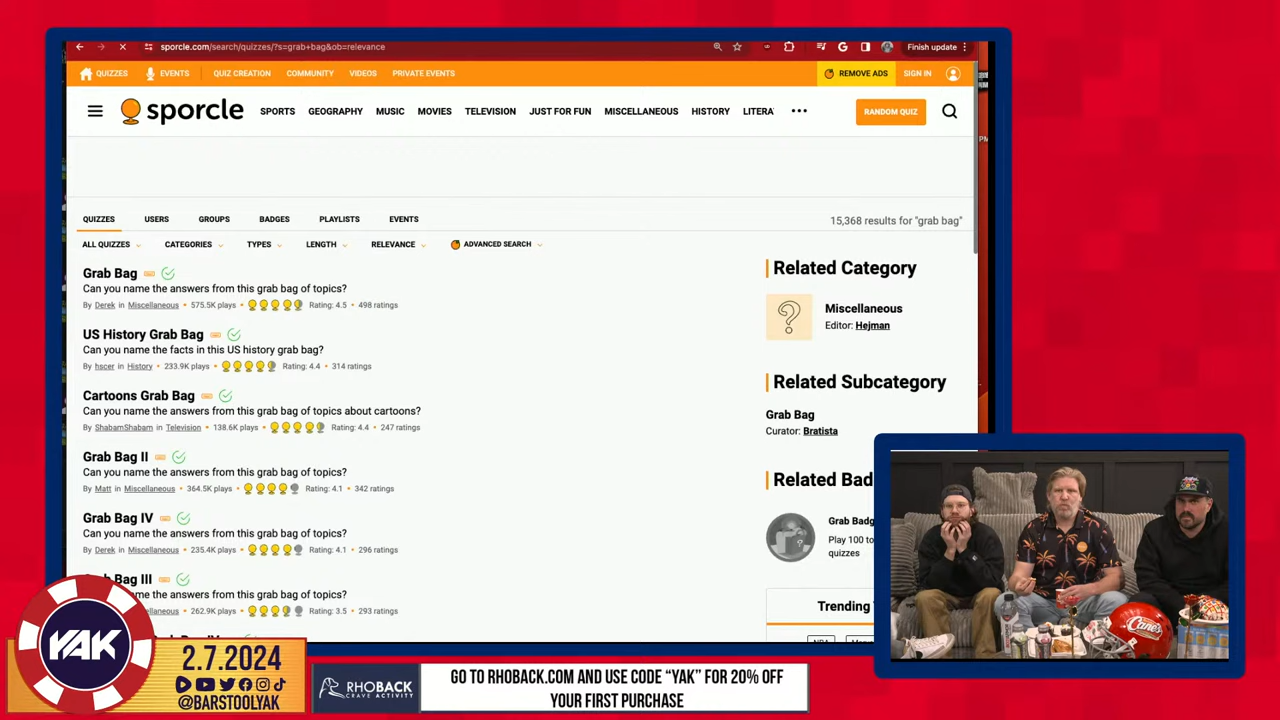 sporcle.com/search/quizzes/?s=grab+bag&ob=relevance
Finish update
QUIZZES EVENTS QUIZ CREATION COMMUNITY VIDEOS PRIVATE EVENTS REMOVE ADS SIGN IN
sporcle SPORTS GEOGRAPHY MUSIC MOVIES TELEVISION JUST FOR FUN MISCELLANEOUS HISTORY LITERA RANDOM QUIZ
QUIZZES USERS GROUPS BADGES PLAYLISTS EVENTS
15,368 results for "grab bag"
ALL QUIZZES CATEGORIES TYPES LENGTH RELEVANCE ADVANCED SEARCH
Grab Bag
Can you name the answers from this grab bag of topics?
By Derek in Miscellaneous • 575.5K plays • Rating: 4.5 • 498 ratings
US History Grab Bag
Can you name the facts in this US history grab bag?
By hscer in History • 233.9K plays • Rating: 4.4 • 314 ratings
Cartoons Grab Bag
Can you name the answers from this grab bag of topics about cartoons?
By ShabamShabam in Television • 138.6K plays • Rating: 4.4 • 247 ratings
Grab Bag II
Can you name the answers from this grab bag of topics?
By Matt in Miscellaneous • 364.5K plays • Rating: 4.1 • 342 ratings
Grab Bag IV
Can you name the answers from this grab bag of topics?
By Derek in Miscellaneous • 235.4K plays • Rating: 4.1 • 296 ratings
Bag III
the answers from this grab bag of topics?
262.9K plays • Rating: 3.5 • 293 ratings
Related Category
Miscellaneous
Editor: Hejman
Related Subcategory
Grab Bag
Curator: Bratista
Related Bad
Grab Badg
Play 100 to
quizzes
Trending
Cane's
YAK
2.7.2024
@BARSTOOLYAK
RHOBACK
CRAVE ACTIVITY
GO TO RHOBACK.COM AND USE CODE "YAK" FOR 20% OFF
YOUR FIRST PURCHASE